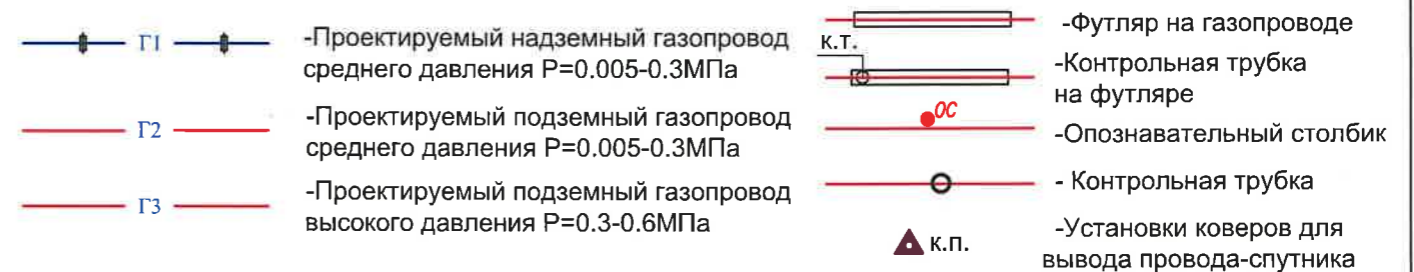 Г1
-Проектируемый надземный газопровод
среднего давления Р=0.005-0.3МПа
Г2
-Проектируемый подземный газопровод
среднего давления Р=0.005-0.3МПа
Г3
-Проектируемый подземный газопровод
высокого давления Р=0.3-0.6МПа
-Футляр на газопроводе
К.Т.
-Контрольная трубка
на футляре
ОС
-Опознавательный столбик
- Контрольная трубка
К.П.
-Установки коверов для
вывода провода-спутника